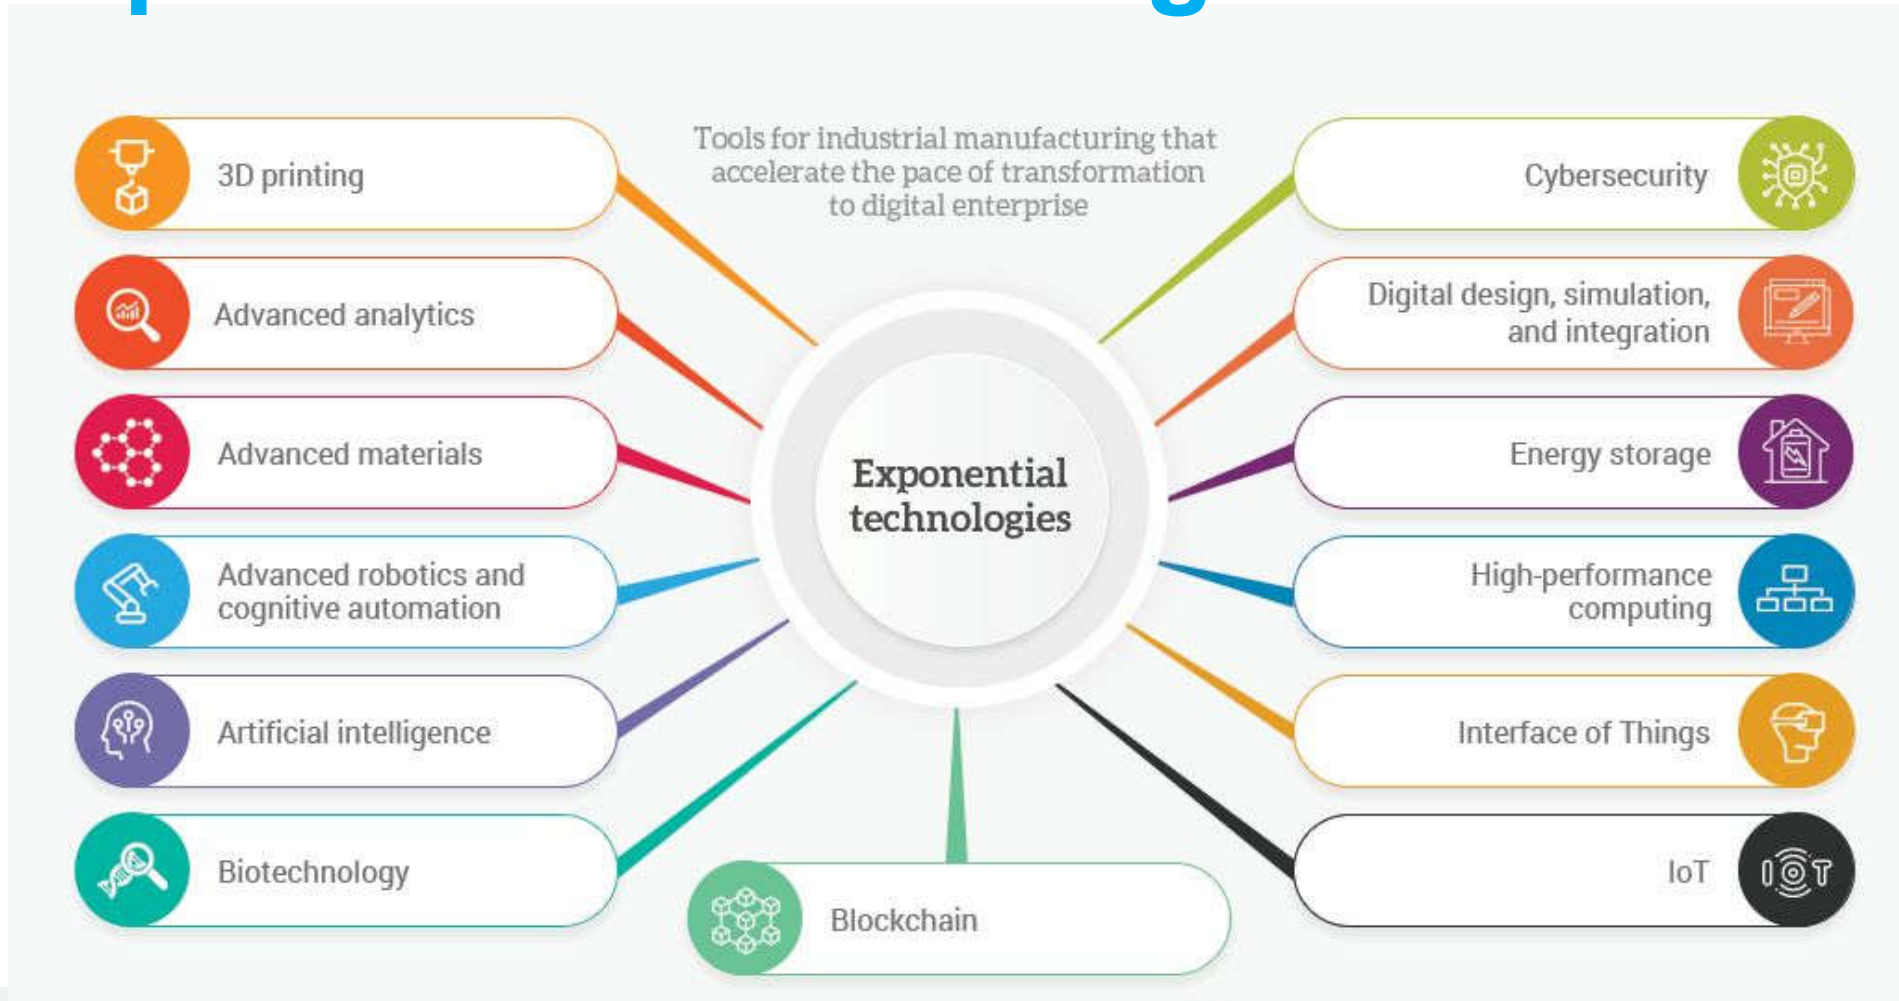 Tools for industrial manufacturing that
accelerate the pace of transformation
to digital enterprise
3D printing
Advanced analytics
Advanced materials
Advanced robotics and
cognitive automation
Artificial intelligence
Biotechnology
Exponential
technologies
Blockchain
Cybersecurity
Digital design, simulation,
and integration
Energy storage
High-performance
computing
Interface of Things
IoT
IOT